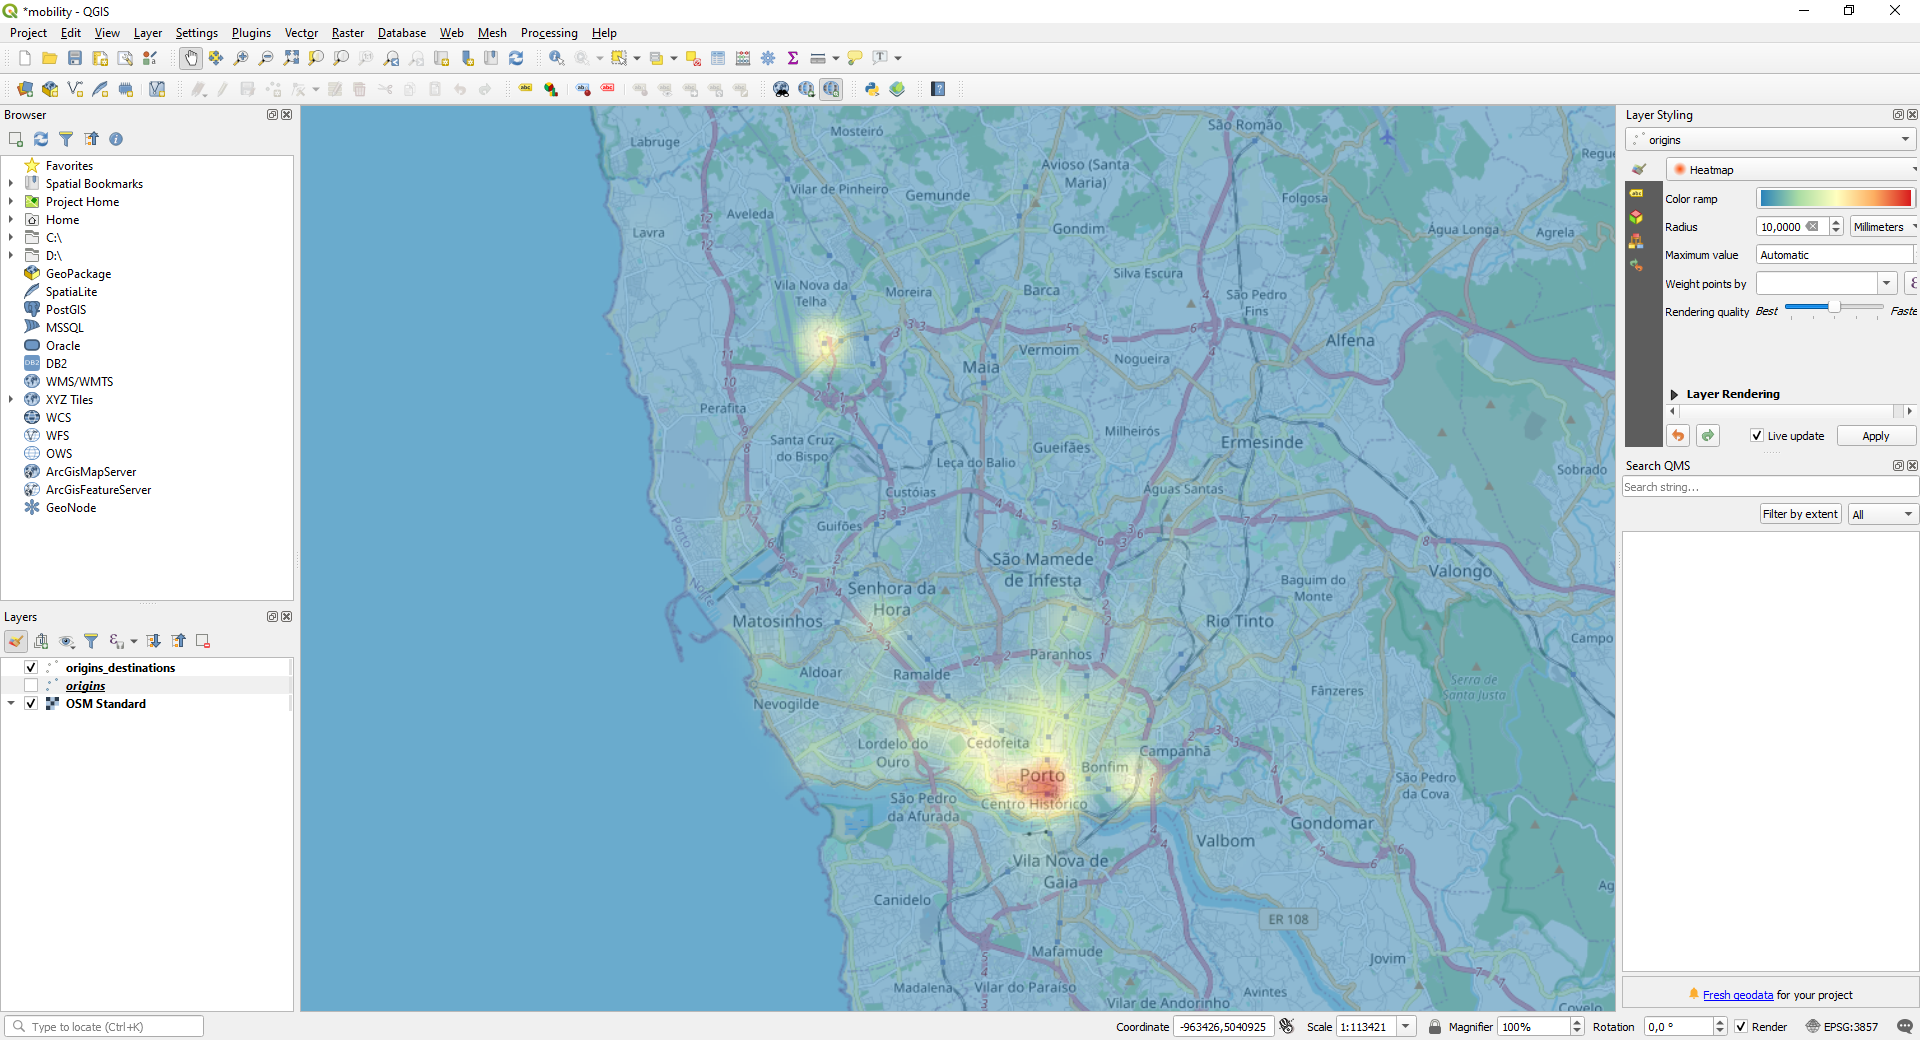 *mobility - QGIS
Project Edit View Layer Settings Plugins Vector Raster Database Web Mesh Processing Help
Browser
Favorites
Spatial Bookmarks
Project Home
Home
C:\
D:\
GeoPackage
SpatiaLite
PostGIS
MSSQL
Oracle
DB2
WMS/WMTS
XYZ Tiles
WCS
WFS
OWS
ArcGisMapServer
ArcGisFeatureServer
GeoNode
Layers
origins_destinations
origins
OSM Standard
Type to locate (Ctrl+K)
Labruge
Mosteiró
São Romão
Avioso (Santa
Maria)
Vilar de Pinheiro
Gemunde
Folgosa
Aveleda
Lavra
Gondim
Água Longa
Agrela
Silva Escura
Vila Nova da
Telha
Moreira
Barca
São Pedro
Fins
Maia
Vermoim
Nogueira
Alfena
Perafita
Santa Cruz
do Bispo
Gueifães
Milheirós
Ermesinde
Leça do Balio
Sobrado
Custóias
Águas Santas
Guifões
São Mamede
de Infesta
Senhora da
Hora
Baguim do
Monte
Valongo
Matosinhos
Rio Tinto
Campo
Paranhos
Aldoar
Ramalde
Nevogilde
Fânzeres
Serra de
Santa Justa
Lordelo do
Ouro
Cedofeita
Campanhã
Bonfim
Porto
Centro Histórico
São Pedro
da Afurada
São Pedro
da Cova
Valbom
Gondomar
Vila Nova de
Gaia
Canidelo
ER 108
Mafamude
Jovim
Madalena
Vilar do Paraíso
Vilar de Andorinho
Avintes
Covelo
Layer Styling
origins
Heatmap
Color ramp
Radius 10,0000 Millimeters
Maximum value Automatic
Weight points by
Rendering quality Best Faste
Layer Rendering
Live update Apply
Search QMS
Search string...
Filter by extent All
Fresh geodata for your project
Coordinate -963426,5040925 Scale 1:113421 Magnifier 100% Rotation 0,0 ° Render EPSG:3857